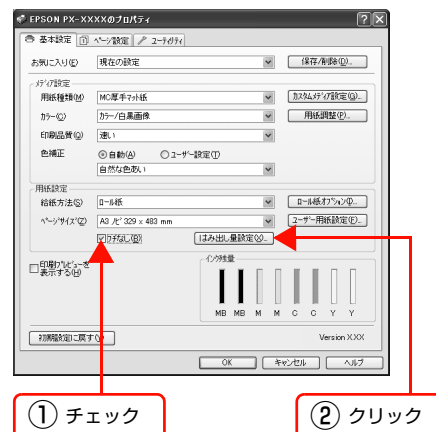 EPSON PX-XXXXのプロパティ
基本設定 ページ設定 ユーティリティ
お気に入り(E) 現在の設定 保存/削除(D)...
メディア設定
用紙種類(M) MC厚手マット紙 カスタムメディア設定(G)...
カラー(C) カラー/白黒画像 用紙調整(P)...
印刷品質(Q) 速い
色補正 自動(A) ユーザー設定(T)
自然な色あい
用紙設定
給紙方法(S) ロール紙 ロール紙オプション(I)...
ページサイズ(Z) A3 ノビ 329 x 483 mm ユーザー用紙設定(F)...
フチなし(B) はみ出し量設定(X)...
印刷プレビューを
表示する(H)
インク残量
MB MB M M C C Y Y
初期設定に戻す(Y) Version X.XX
OK キャンセル ヘルプ
① チェック ② クリック